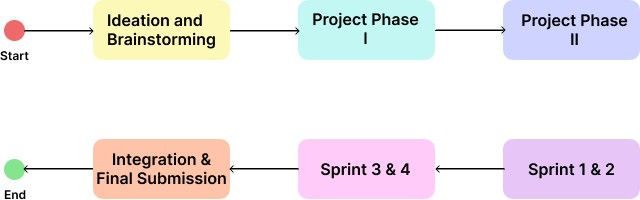 Ideation and
Brainstorming
Project Phase
I
Project Phase
II
Start
Integration &
Final Submission
Sprint 3 & 4
Sprint 1 & 2
End